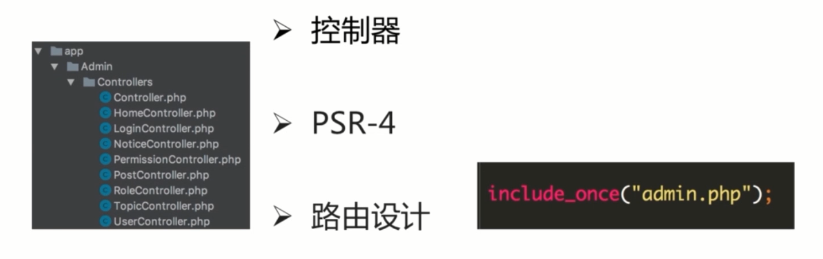 app
Admin
Controllers
Controller.php
HomeController.php
LoginController.php
NoticeController.php
PermissionController.php
PostController.php
RoleController.php
TopicController.php
UserController.php
控制器
PSR-4
路由设计
include_once("admin.php");